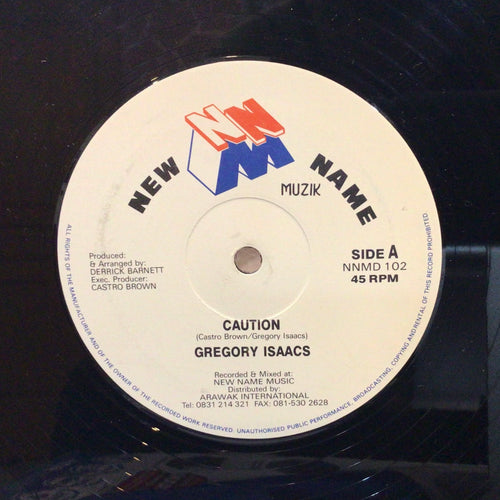 NEW NAME
NNM
MUZIK
SIDE A
NNMD 102
45 RPM
Produced:
& Arranged by:
DERRICK BARNETT
Exec. Producer:
CASTRO BROWN
CAUTION
(Castro Brown/Gregory Isaacs)
GREGORY ISAACS
Recorded & Mixed at:
NEW NAME MUSIC
Distributed by:
ARAWAK INTERNATIONAL
Tel: 0831 214 321 FAX: 081-530 2628
ALL RIGHTS OF THE MANUFACTURER AND OF THE OWNER OF THE RECORDED WORK RESERVED. UNAUTHORISED PUBLIC PERFORMANCE, BROADCASTING, COPYING AND RENTAL OF THIS RECORD PROHIBITED.